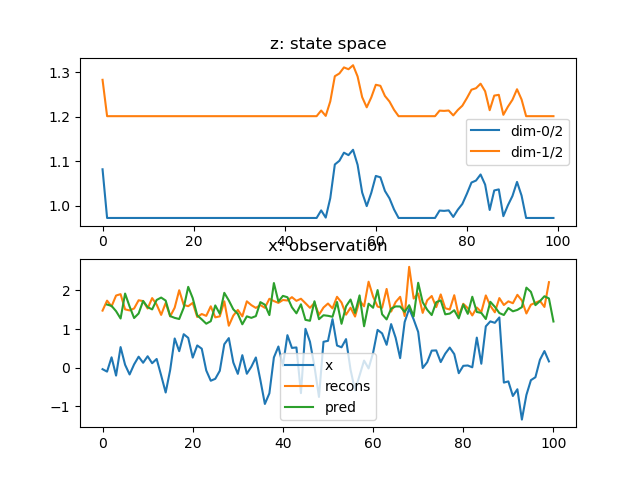 z: state space
1.3
1.2
1.1
1.0
dim-0/2
dim-1/2
0 20 40 60 80 100
x: observation
2
1
0
−1
x
recons
pred
0 20 40 60 80 100